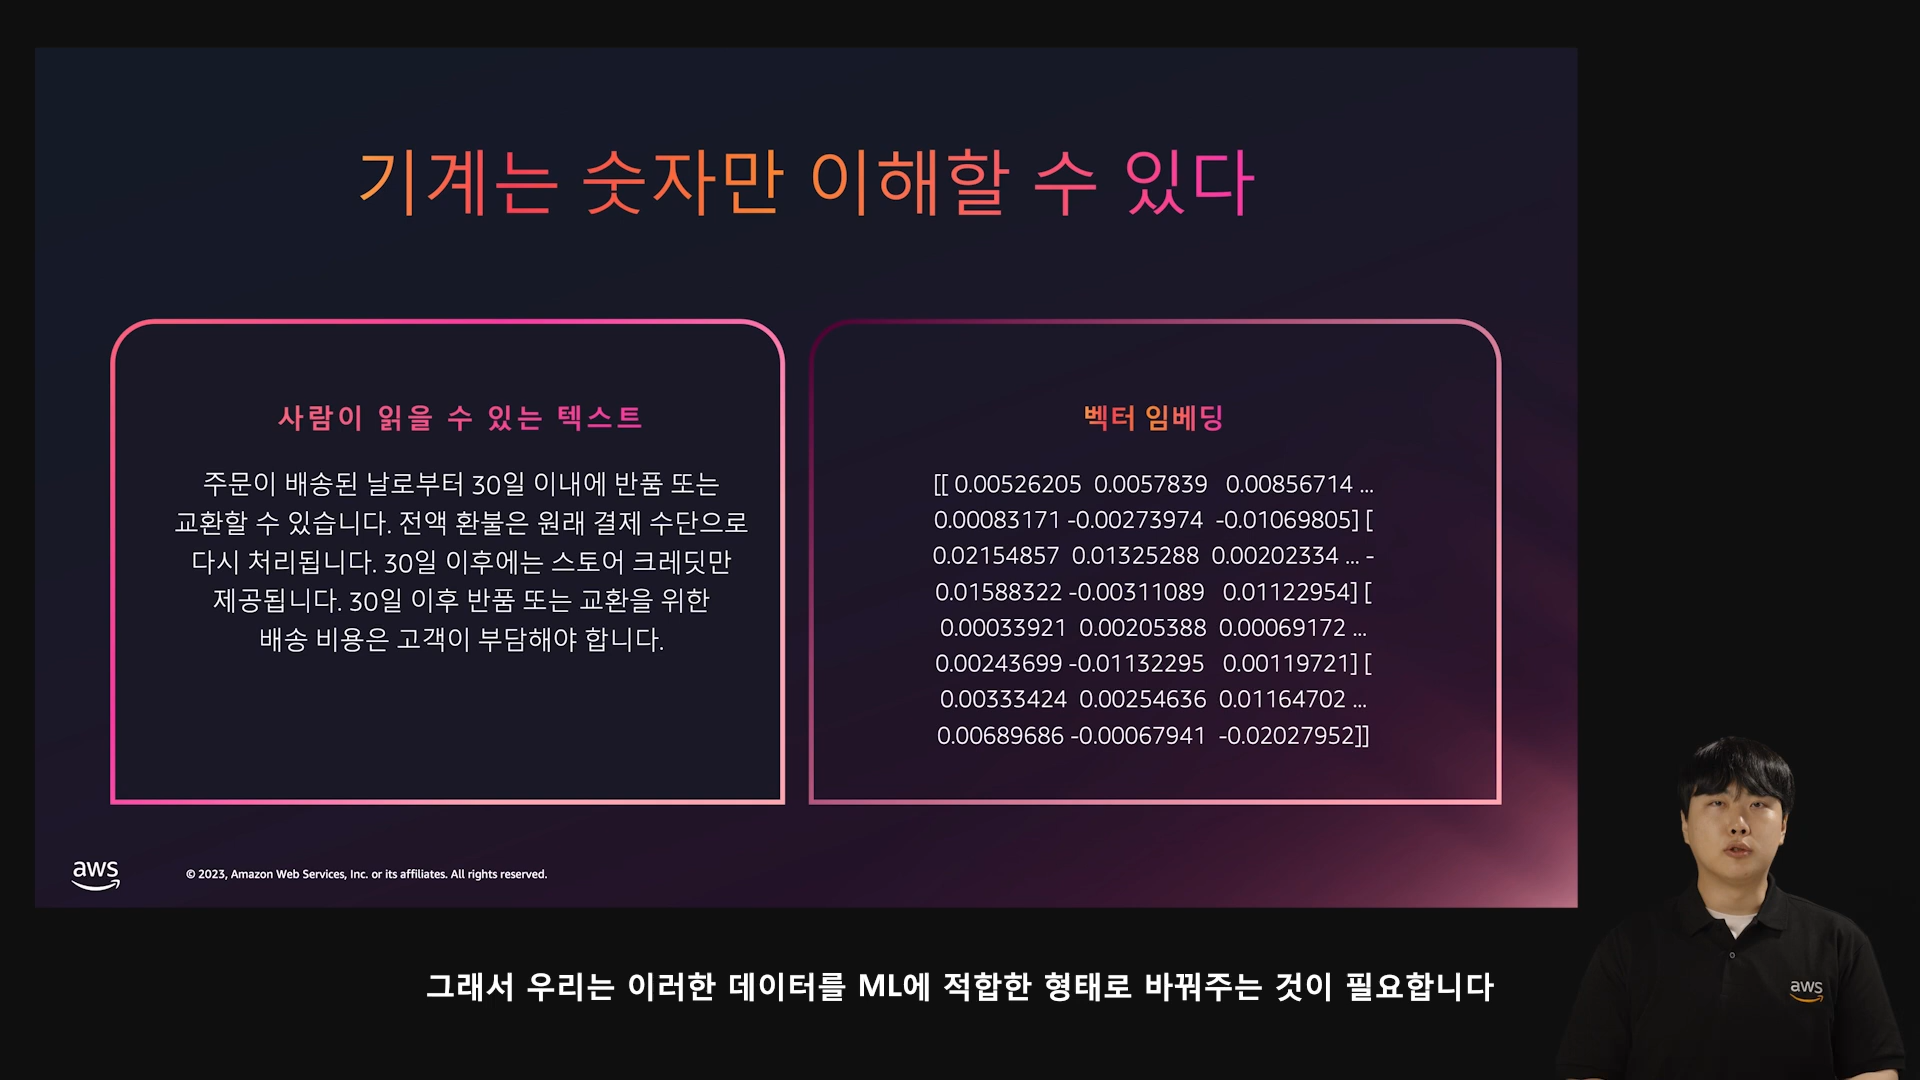 기계는 숫자만 이해할 수 있다
사람이 읽을 수 있는 텍스트
주문이 배송된 날로부터 30일 이내에 반품 또는
교환할 수 있습니다. 전액 환불은 원래 결제 수단으로
다시 처리됩니다. 30일 이후에는 스토어 크레딧만
제공됩니다. 30일 이후 반품 또는 교환을 위한
배송 비용은 고객이 부담해야 합니다.
벡터 임베딩
[[ 0.00526205 0.0057839 0.00856714 ...
0.00083171 -0.00273974 -0.01069805] [
0.02154857 0.01325288 0.00202334 ... -
0.01588322 -0.00311089 0.01122954] [
0.00033921 0.00205388 0.00069172 ...
0.00243699 -0.01132295 0.00119721] [
0.00333424 0.00254636 0.01164702 ...
0.00689686 -0.00067941 -0.02027952]]
aws
© 2023, Amazon Web Services, Inc. or its affiliates. All rights reserved.
aws
그래서 우리는 이러한 데이터를 ML에 적합한 형태로 바꿔주는 것이 필요합니다